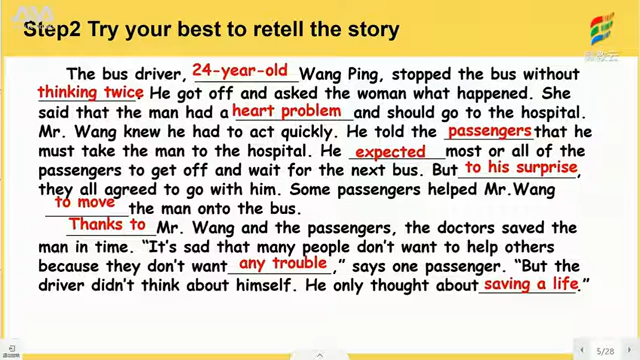 Step2 Try your best to retell the story
The bus driver, 24-year-old Wang Ping, stopped the bus without
thinking twice. He got off and asked the woman what happened. She
said that the man had a heart problem and should go to the hospital.
Mr. Wang knew he had to act quickly. He told the passengers that he
must take the man to the hospital. He expected most or all of the
passengers to get off and wait for the next bus. But to his surprise,
they all agreed to go with him. Some passengers helped Mr.Wang
to move the man onto the bus.
Thanks to Mr. Wang and the passengers, the doctors saved the
man in time. “It's sad that many people don't want to help others
because they don't want any trouble,” says one passenger. “But the
driver didn't think about himself. He only thought about saving a life.”
5/28